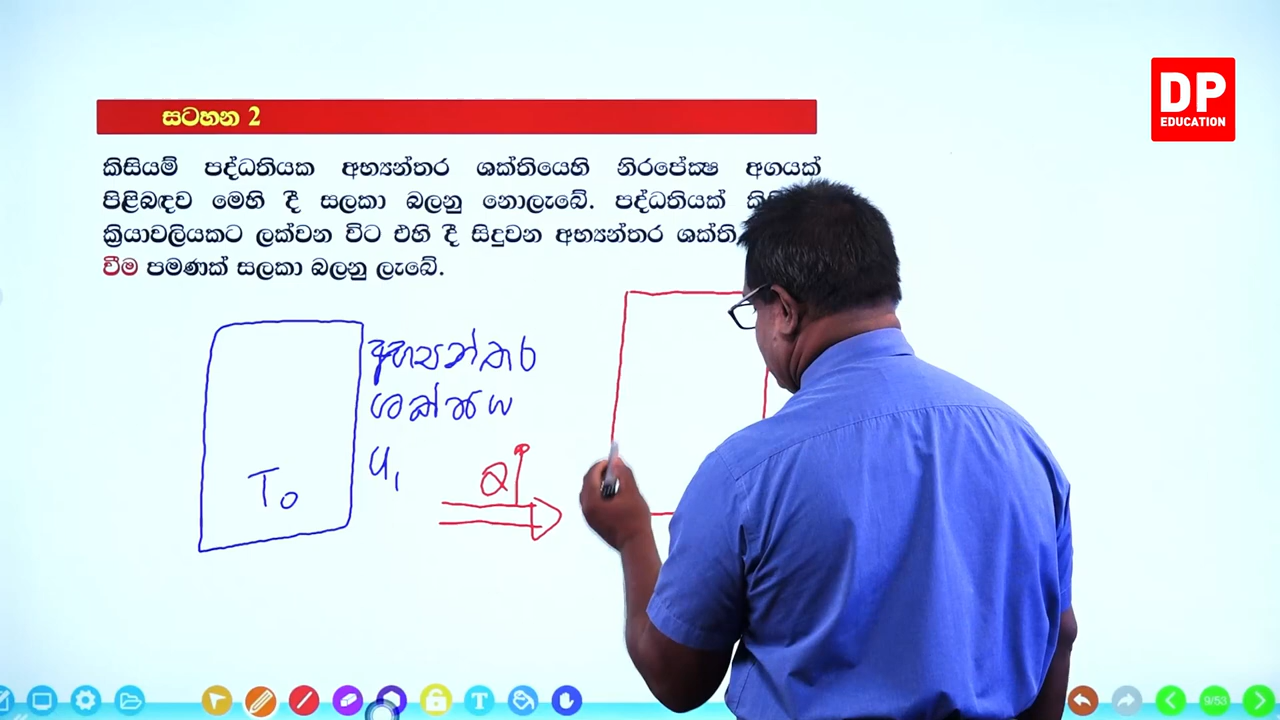 DP
EDUCATION
සටහන 2
කිසියම් පද්ධතියක අභ්‍යන්තර ශක්තියෙහි නිරපේක්‍ෂ අගයක්
පිළිබඳව මෙහි දී සලකා බලනු නොලැබේ. පද්ධතියක්
ක්‍රියාවලියකට ලක්වන විට එහි දී සිදුවන අභ්‍යන්තර ශක්ති
වීම පමණක් සලකා බලනු ලැබේ.
අභ්‍යන්තර
ශක්තිය
U₁
Q
T₀
T
9/53